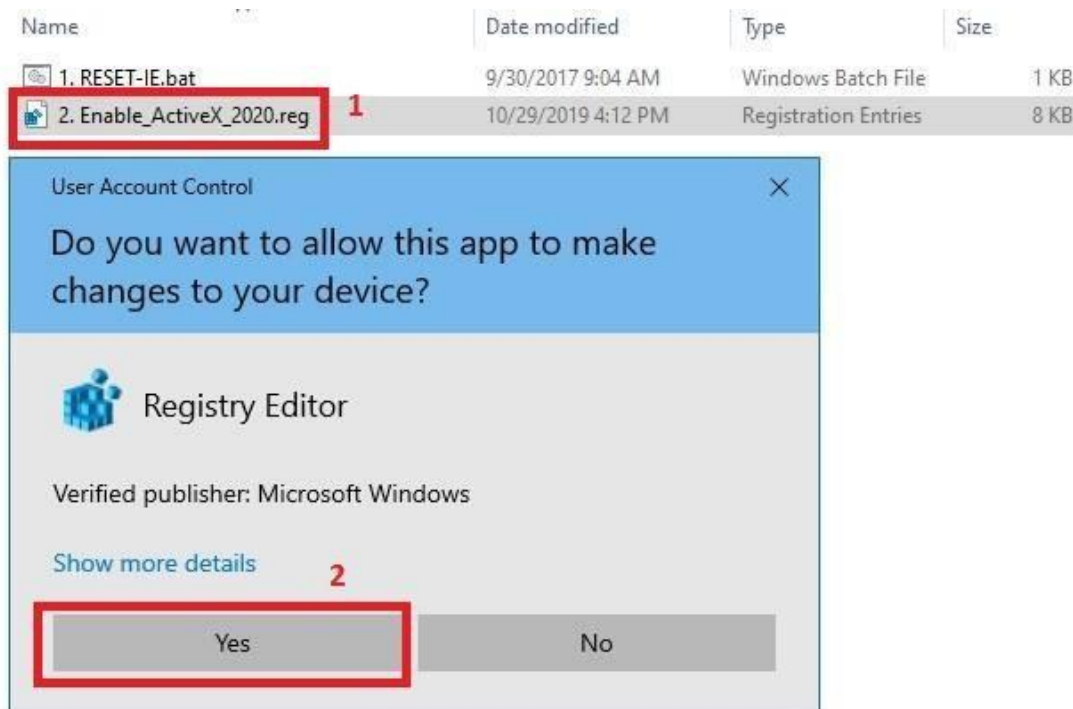 Name Date modified Type Size
1. RESET-IE.bat 9/30/2017 9:04 AM Windows Batch File 1 KB
2. Enable_ActiveX_2020.reg 1 10/29/2019 4:12 PM Registration Entries 8 KB
User Account Control
Do you want to allow this app to make
changes to your device?
Registry Editor
Verified publisher: Microsoft Windows
Show more details
2
Yes No